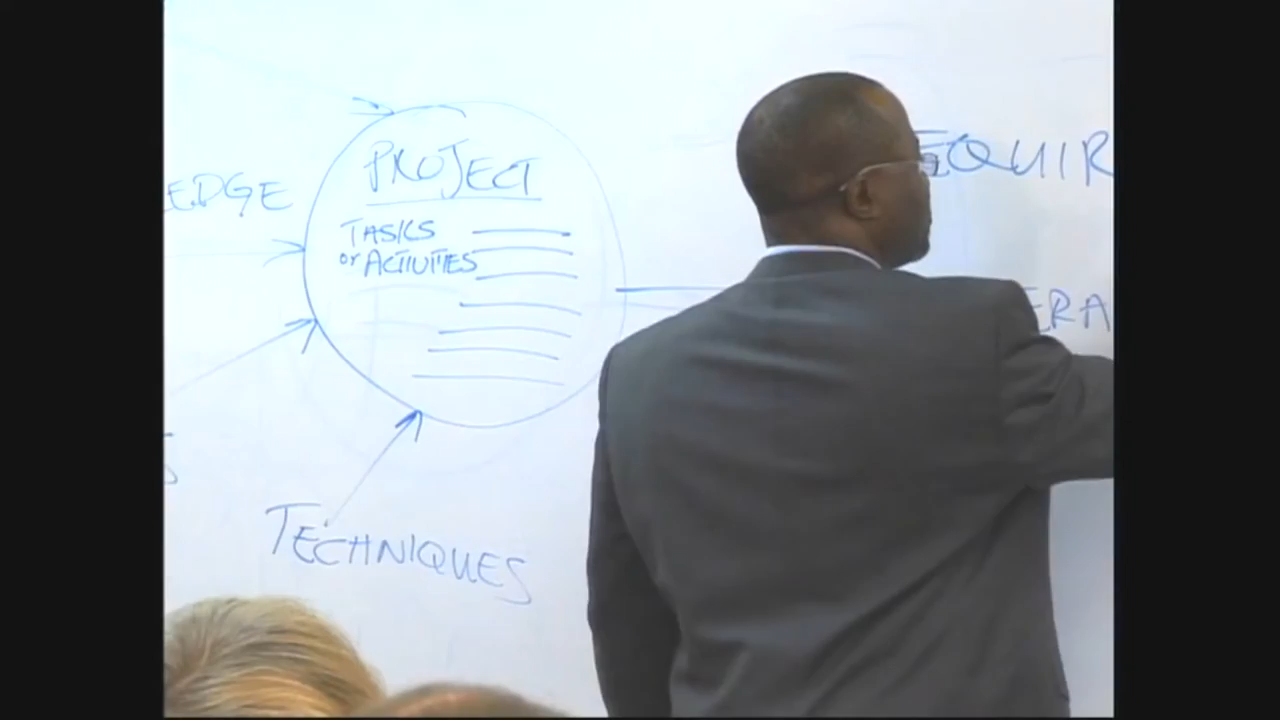 PROJECT
EDGE
EQUIR
TASKS
or ACTIVITIES
ERA
S
TECHNIQUES